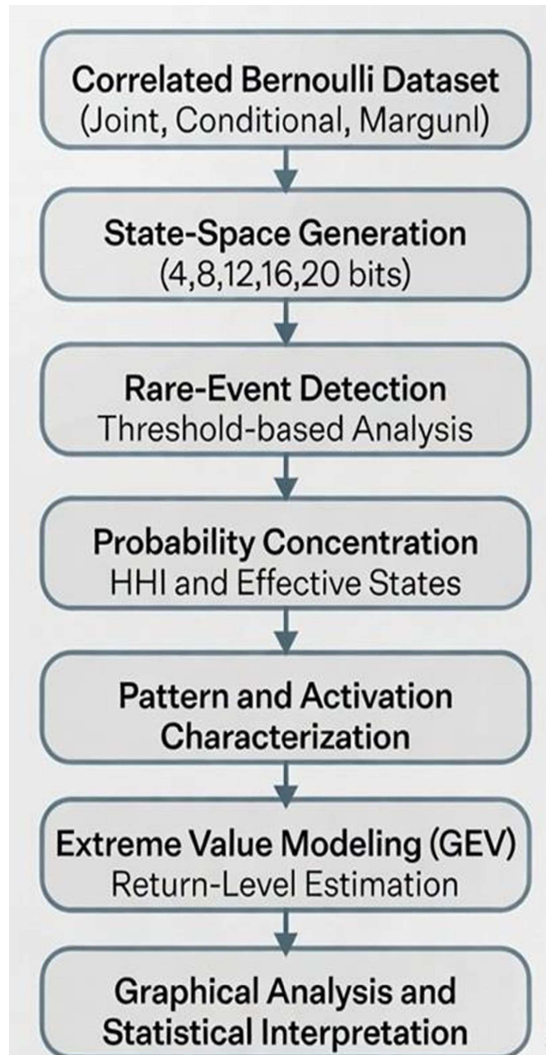 Correlated Bernoulli Dataset
(Joint, Conditional, Margunl)
State-Space Generation
(4,8,12,16,20 bits)
Rare-Event Detection
Threshold-based Analysis
Probability Concentration
HHI and Effective States
Pattern and Activation
Characterization
Extreme Value Modeling (GEV)
Return-Level Estimation
Graphical Analysis and
Statistical Interpretation